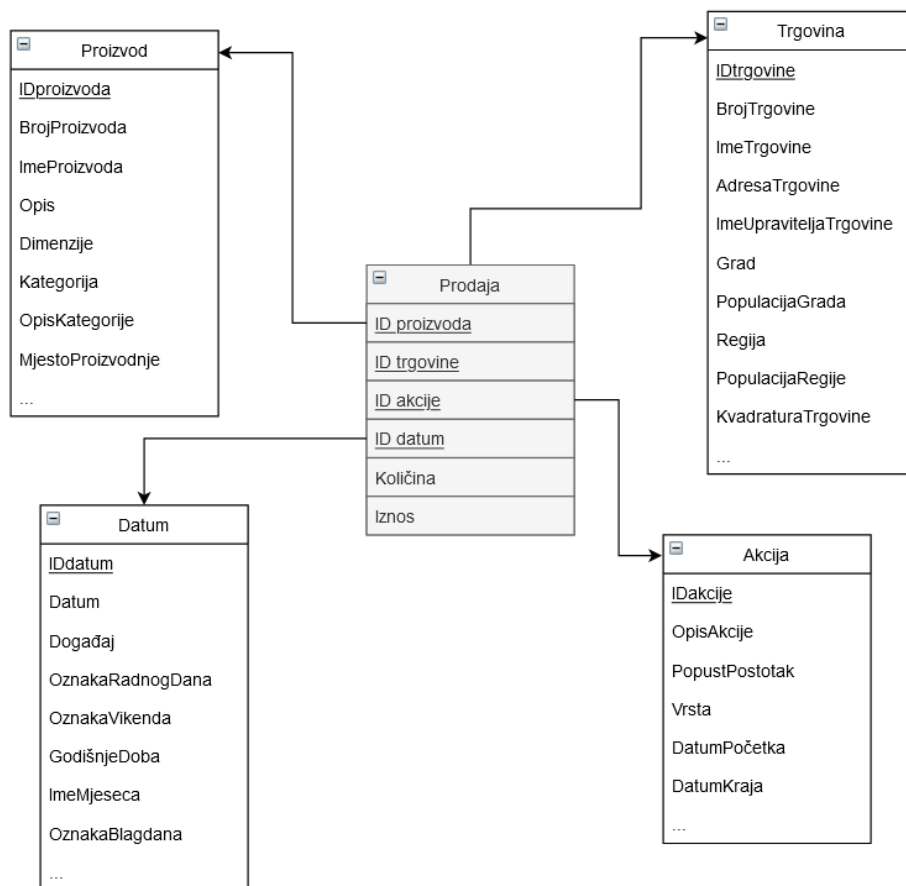 Proizvod
IDproizvoda
BrojProizvoda
ImeProizvoda
Opis
Dimenzije
Kategorija
OpisKategorije
MjestoProizvodnje
...
Trgovina
IDtrgovine
BrojTrgovine
ImeTrgovine
AdresaTrgovine
ImeUpraviteljaTrgovine
Grad
PopulacijaGrada
Regija
PopulacijaRegije
KvadraturaTrgovine
...
Prodaja
ID proizvoda
ID trgovine
ID akcije
ID datum
Količina
Iznos
Datum
IDdatum
Datum
Događaj
OznakaRadnogDana
OznakaVikenda
GodišnjeDoba
ImeMjeseca
OznakaBlagdana
...
Akcija
IDakcije
OpisAkcije
PopustPostotak
Vrsta
DatumPočetka
DatumKraja
...